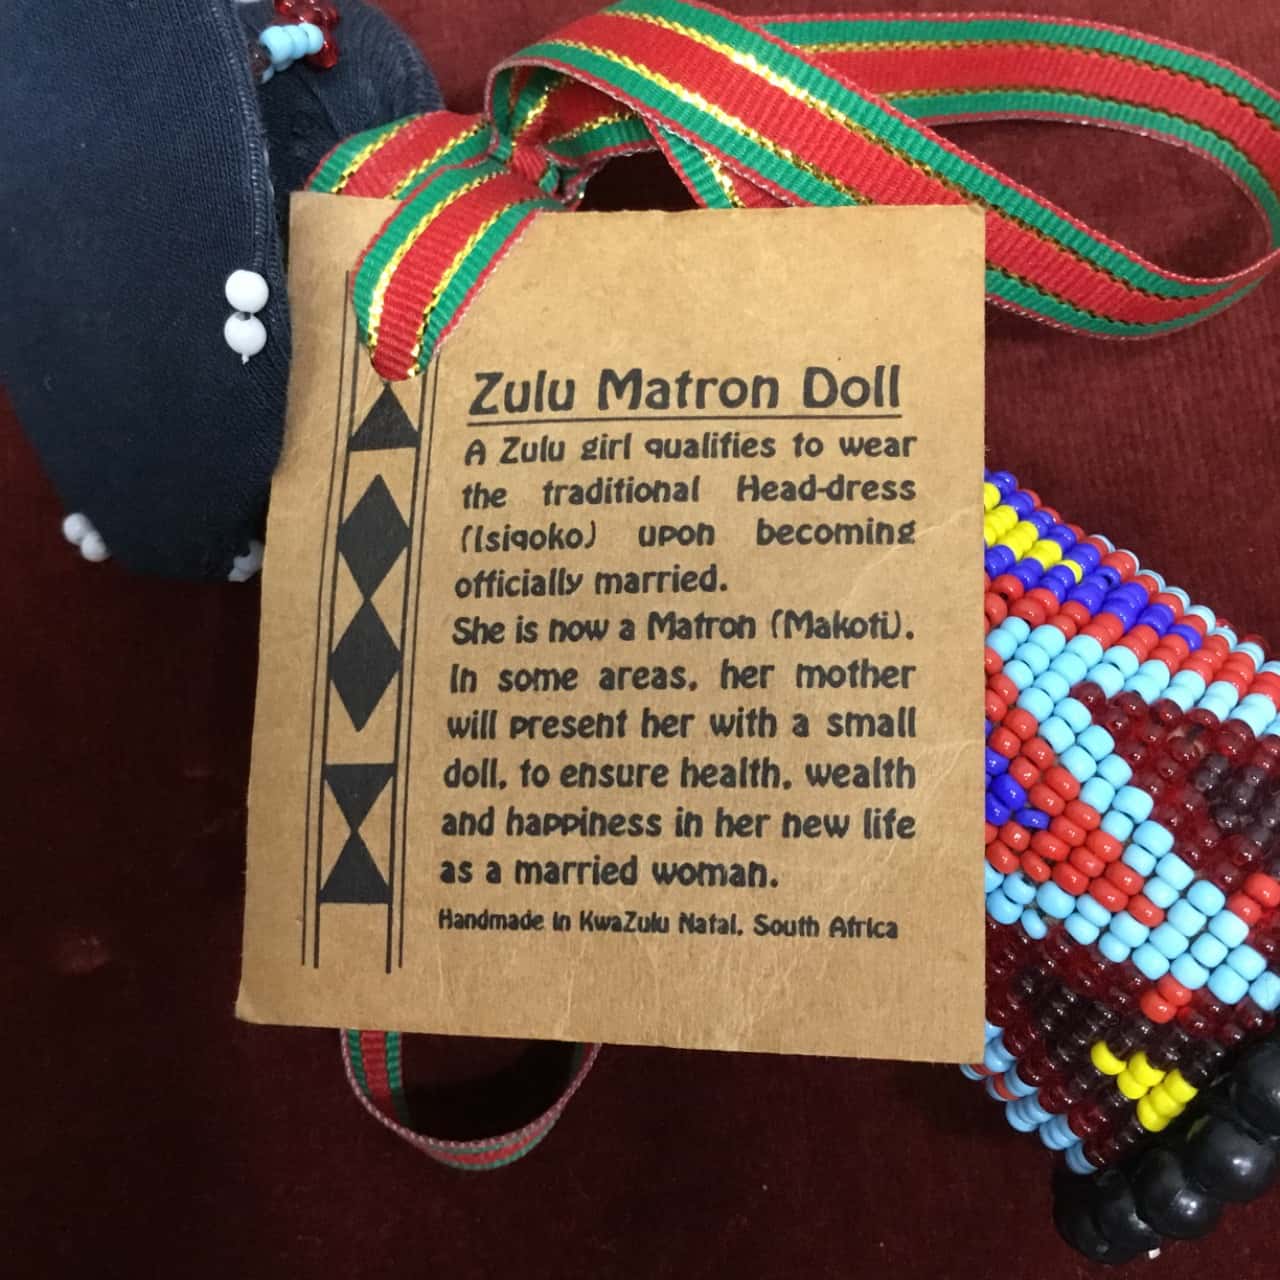 Zulu Matron Doll
A Zulu girl qualifies to wear
the traditional Head-dress
(Isiqoko) upon becoming
officially married.
She is now a Matron (Makoti).
In some areas, her mother
will present her with a small
doll, to ensure health, wealth
and happiness in her new life
as a married woman.
Handmade in KwaZulu Natal, South Africa